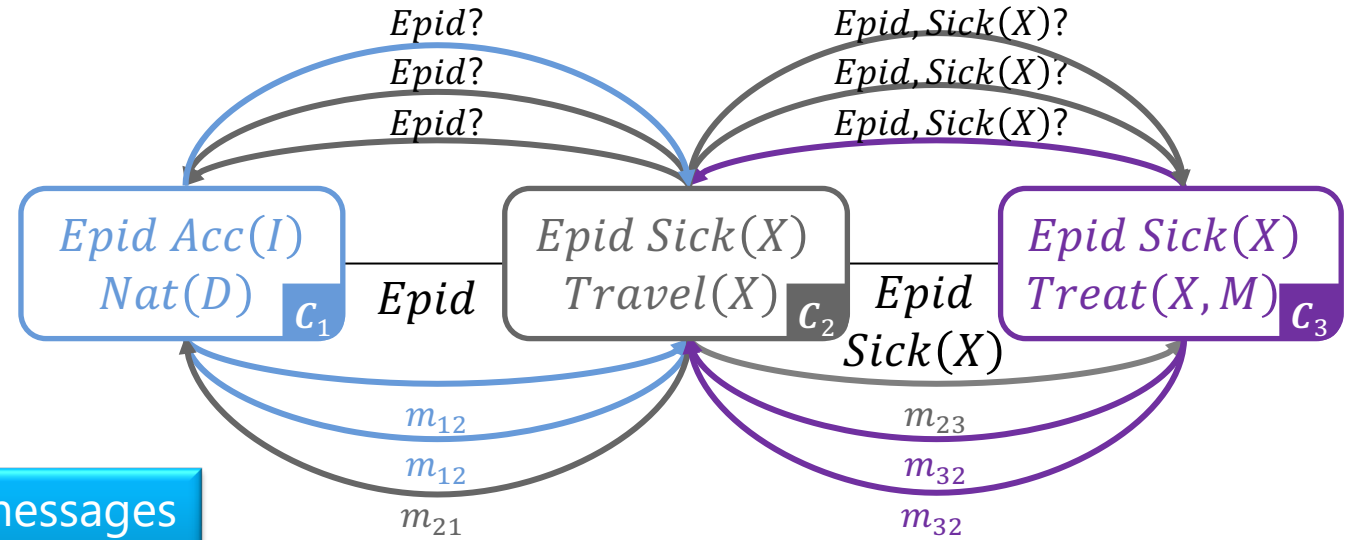 Epid?
Epid?
Epid?
Epid, Sick(X)?
Epid, Sick(X)?
Epid, Sick(X)?
Epid Acc(I)
Nat(D)
C₁
Epid
Epid Sick(X)
Travel(X)
C₂
Epid
Sick(X)
Epid Sick(X)
Treat(X, M)
C₃
m₁₂
m₁₂
m₂₁
m₂₃
m₃₂
m₃₂